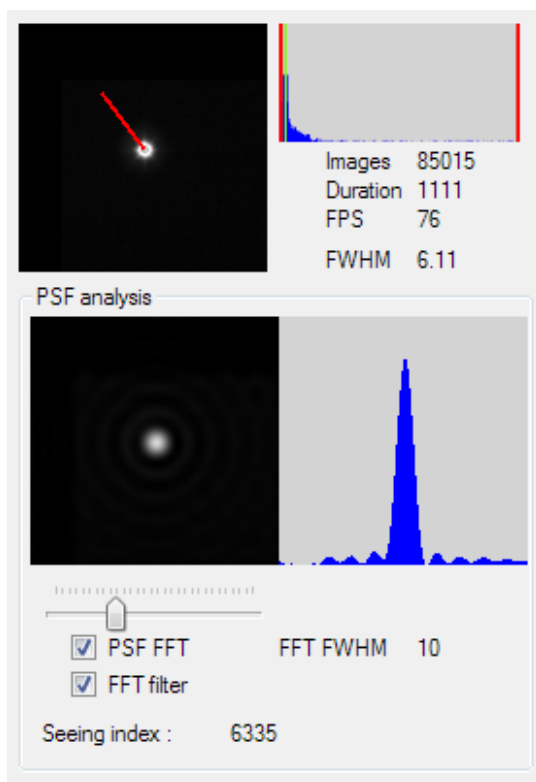 Images 85015
Duration 1111
FPS 76
FWHM 6.11
PSF analysis
PSF FFT FFT FWHM 10
FFT filter
Seeing index : 6335